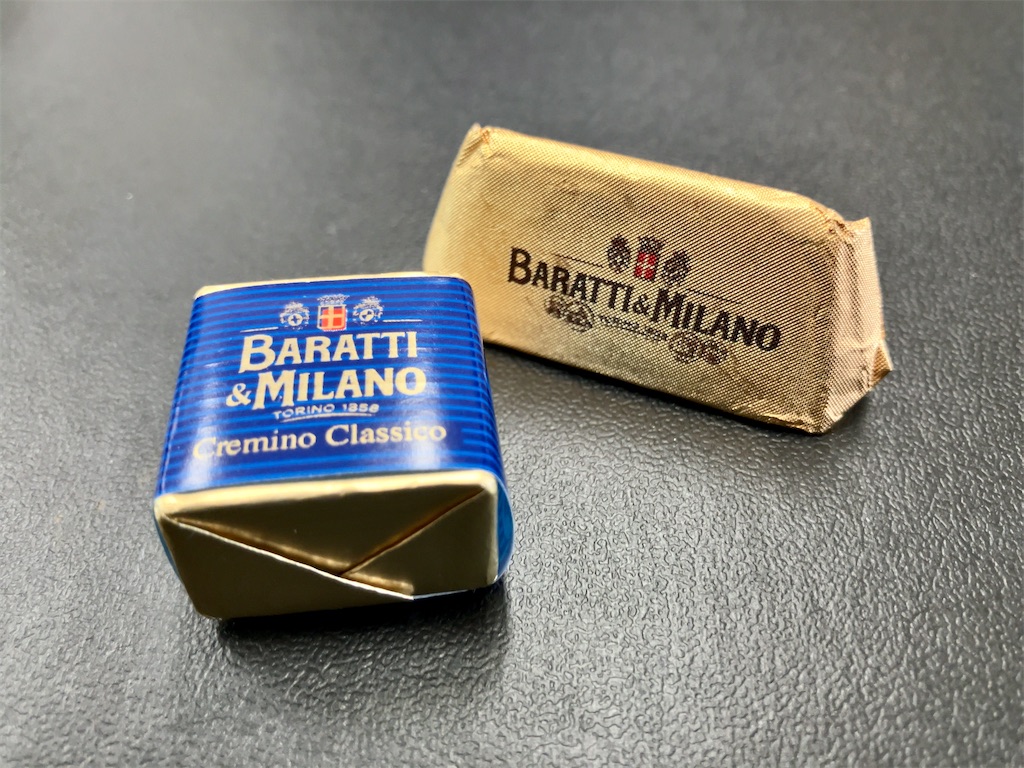 BARATTI
& MILANO
TORINO 1858
Cremino Classico
BARATTI & MILANO